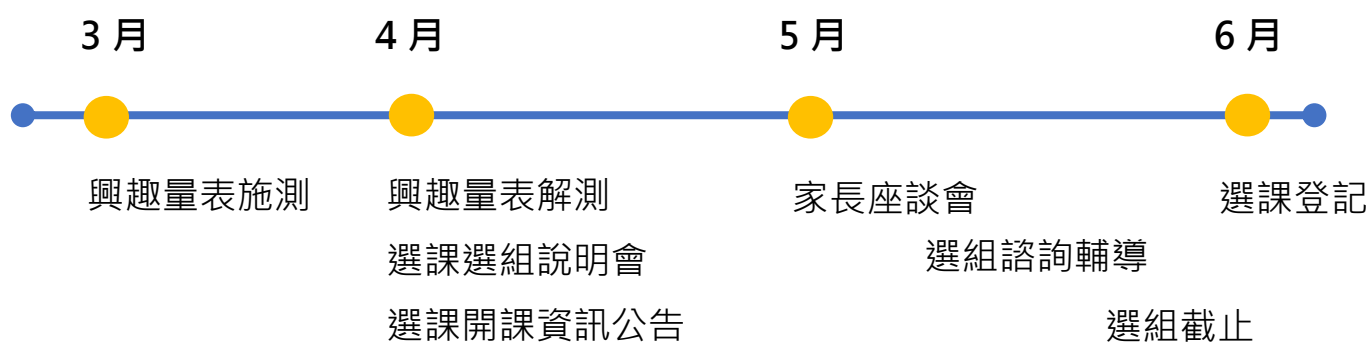 3 月
4 月
5 月
6 月
興趣量表施測
興趣量表解測
家長座談會
選課登記
選課選組說明會
選組諮詢輔導
選課開課資訊公告
選組截止